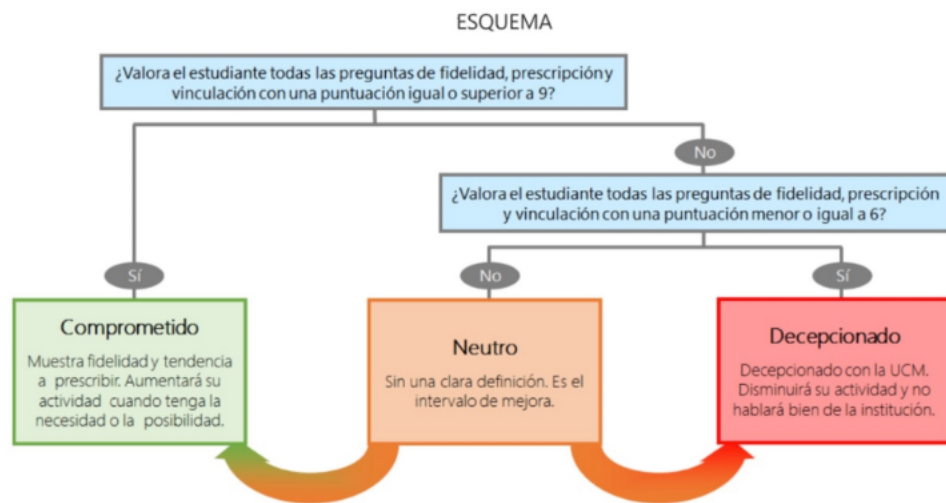 ESQUEMA
¿Valora el estudiante todas las preguntas de fidelidad, prescripción y
vinculación con una puntuación igual o superior a 9?
No
¿Valora el estudiante todas las preguntas de fidelidad, prescripción
y vinculación con una puntuación menor o igual a 6?
Sí
No
Sí
Comprometido
Muestra fidelidad y tendencia
a prescribir. Aumentará su
actividad cuando tenga la
necesidad o la posibilidad.
Neutro
Sin una clara definición. Es el
intervalo de mejora.
Decepcionado
Decepcionado con la UCM.
Disminuirá su actividad y no
hablará bien de la institución.